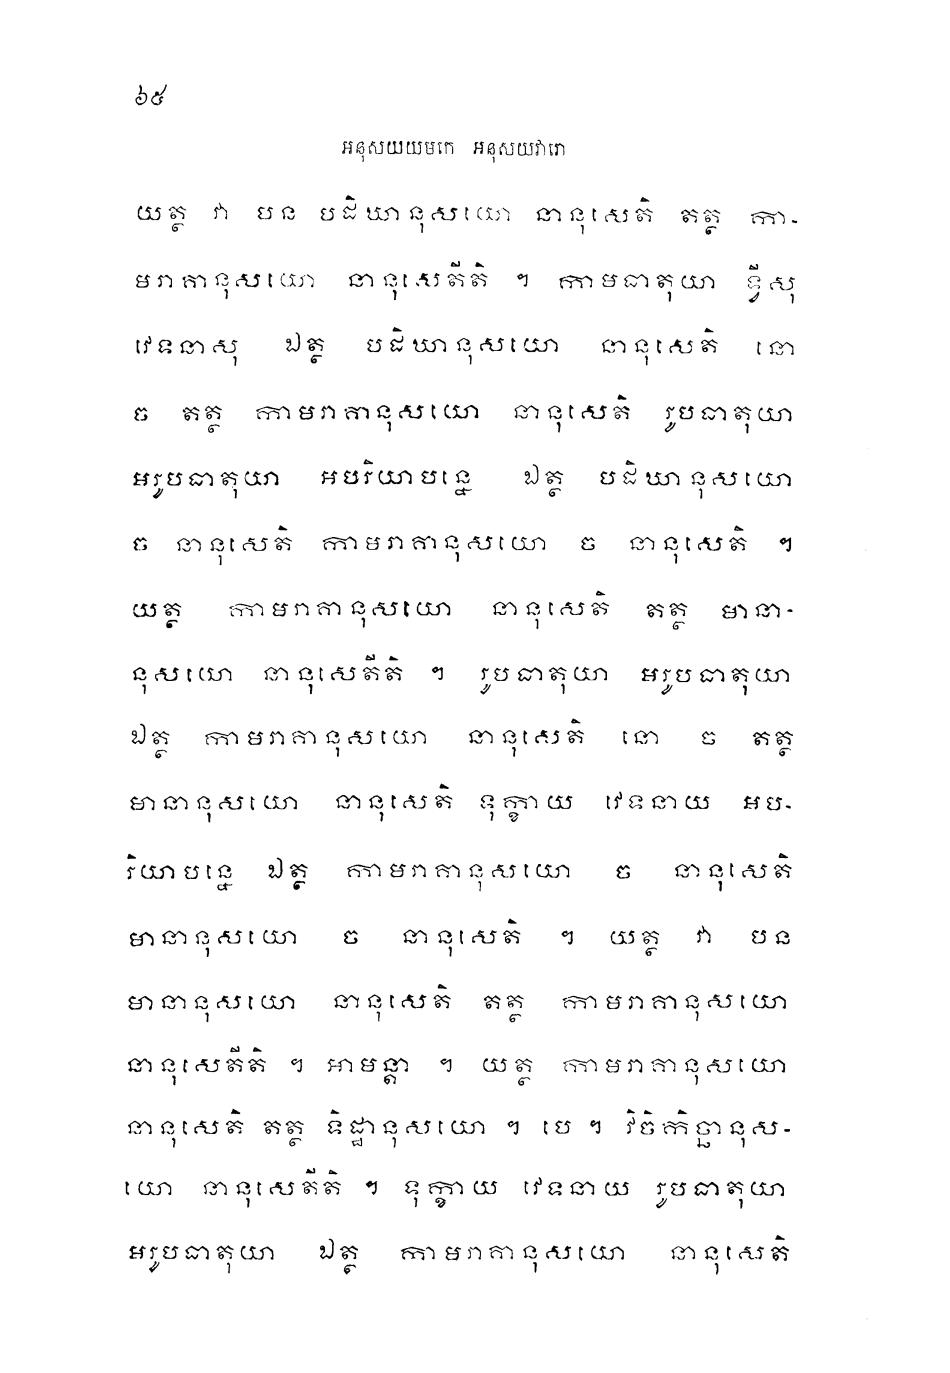 ៦៥
អនុសយយមកេ អនុសយវារោ
យត្ថ វា បន បដិឃានុសយោ នានុសេតិ តត្ថ កា-
មរាគានុសយោ នានុសេតីតិ ។ កាមធាតុយា ទ្វីសុ
វេទនាសុ ឯត្ថ បដិឃានុសយោ នានុសេតិ នោ
ច តត្ថ កាមរាគានុសយោ នានុសេតិ រូបធាតុយា
អរូបធាតុយា អបរិយាបន្នេ ឯត្ថ បដិឃានុសយោ
ច នានុសេតិ កាមរាគានុសយោ ច នានុសេតិ ។
យត្ថ កាមរាគានុសយោ នានុសេតិ តត្ថ មានា-
នុសយោ នានុសេតីតិ ។ រូបធាតុយា អរូបធាតុយា
ឯត្ថ កាមរាគានុសយោ នានុសេតិ នោ ច តត្ថ
មានានុសយោ នានុសេតិ ទុក្ខាយ វេទនាយ អប-
រិយាបន្នេ ឯត្ថ កាមរាគានុសយោ ច នានុសេតិ
មានានុសយោ ច នានុសេតិ ។ យត្ថ វា បន
មានានុសយោ នានុសេតិ តត្ថ កាមរាគានុសយោ
នានុសេតីតិ ។ អាមន្តា ។ យត្ថ កាមរាគានុសយោ
នានុសេតិ តត្ថ ទិដ្ឋានុសយោ ។ បេ ។ វិចិកិច្ឆានុស-
យោ នានុសេតីតិ ។ ទុក្ខាយ វេទនាយ រូបធាតុយា
អរូបធាតុយា ឯត្ថ កាមរាគានុសយោ នានុសេតិ